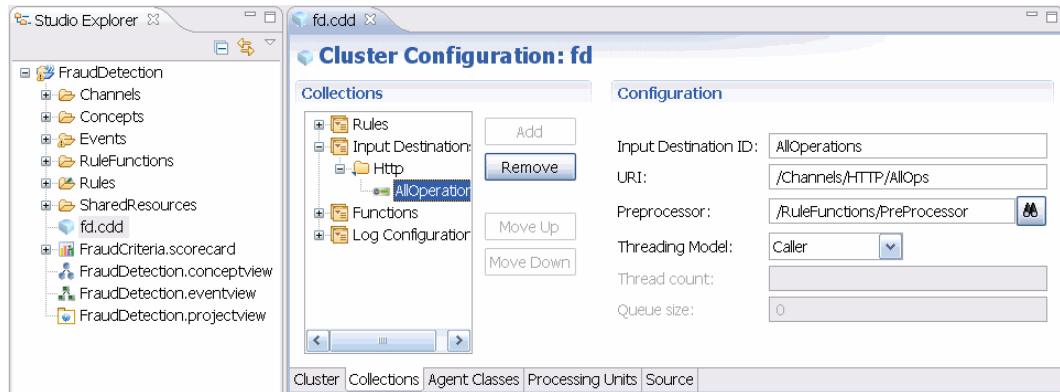 Studio Explorer
FraudDetection
Channels
Concepts
Events
RuleFunctions
Rules
SharedResources
fd.cdd
FraudCriteria.scorecard
FraudDetection.conceptview
FraudDetection.eventview
FraudDetection.projectview
fd.cdd
Cluster Configuration: fd
Collections
Rules
Input Destination
Http
AllOperation
Functions
Log Configuration
Add
Remove
Move Up
Move Down
Configuration
Input Destination ID: AllOperations
URI: /Channels/HTTP/AllOps
Preprocessor: /RuleFunctions/PreProcessor
Threading Model: Caller
Thread count:
Queue size: 0
Cluster Collections Agent Classes Processing Units Source